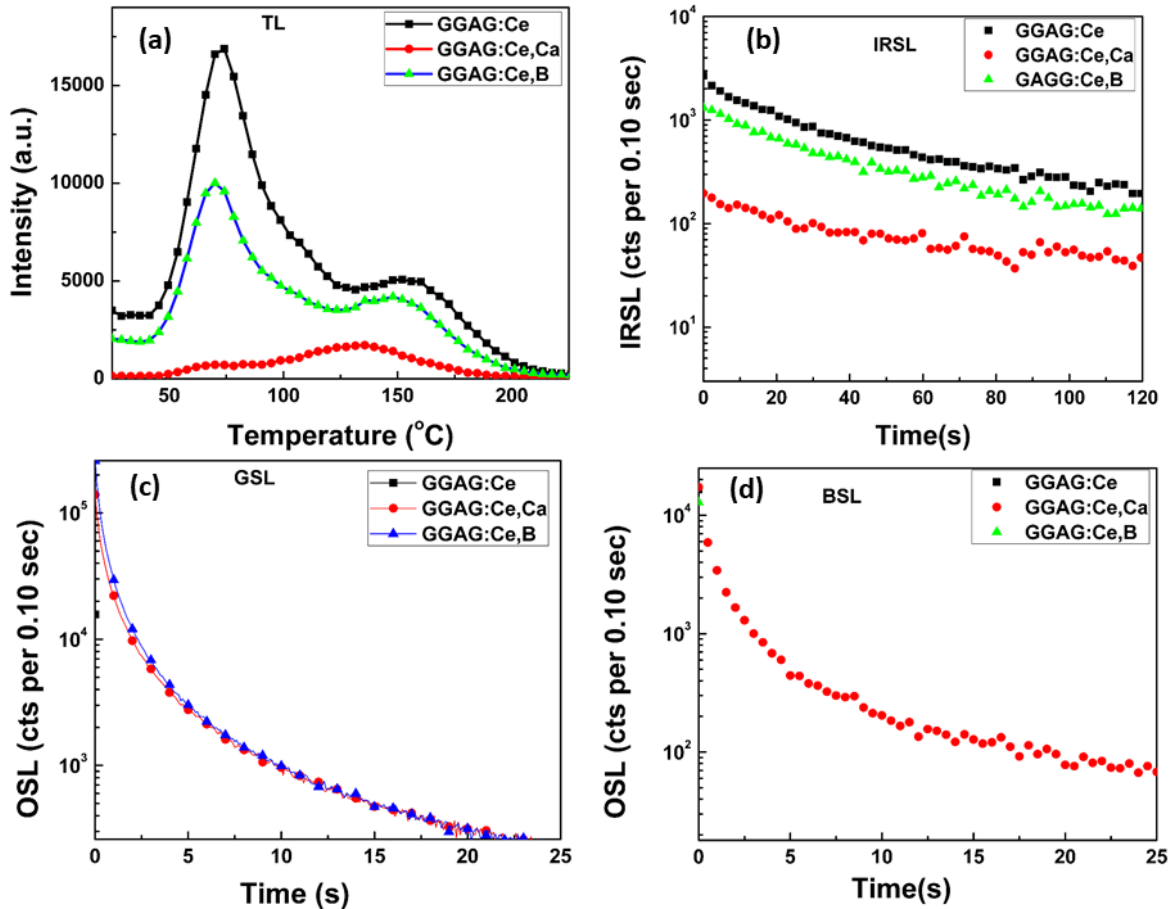 (a)
TL
GGAG:Ce
GGAG:Ce,Ca
GGAG:Ce,B
15000
10000
5000
0
Intensity (a.u.)
50
100
150
200
Temperature (°C)
(b)
IRSL
GGAG:Ce
GGAG:Ce,Ca
GAGG:Ce,B
10⁴
10³
10²
10¹
IRSL (cts per 0.10 sec)
0
20
40
60
80
100
120
Time(s)
(c)
GSL
GGAG:Ce
GGAG:Ce,Ca
GGAG:Ce,B
10⁵
10⁴
10³
OSL (cts per 0.10 sec)
0
5
10
15
20
25
Time (s)
(d)
BSL
GGAG:Ce
GGAG:Ce,Ca
GGAG:Ce,B
10⁴
10³
10²
OSL (cts per 0.10 sec)
0
5
10
15
20
25
Time(s)